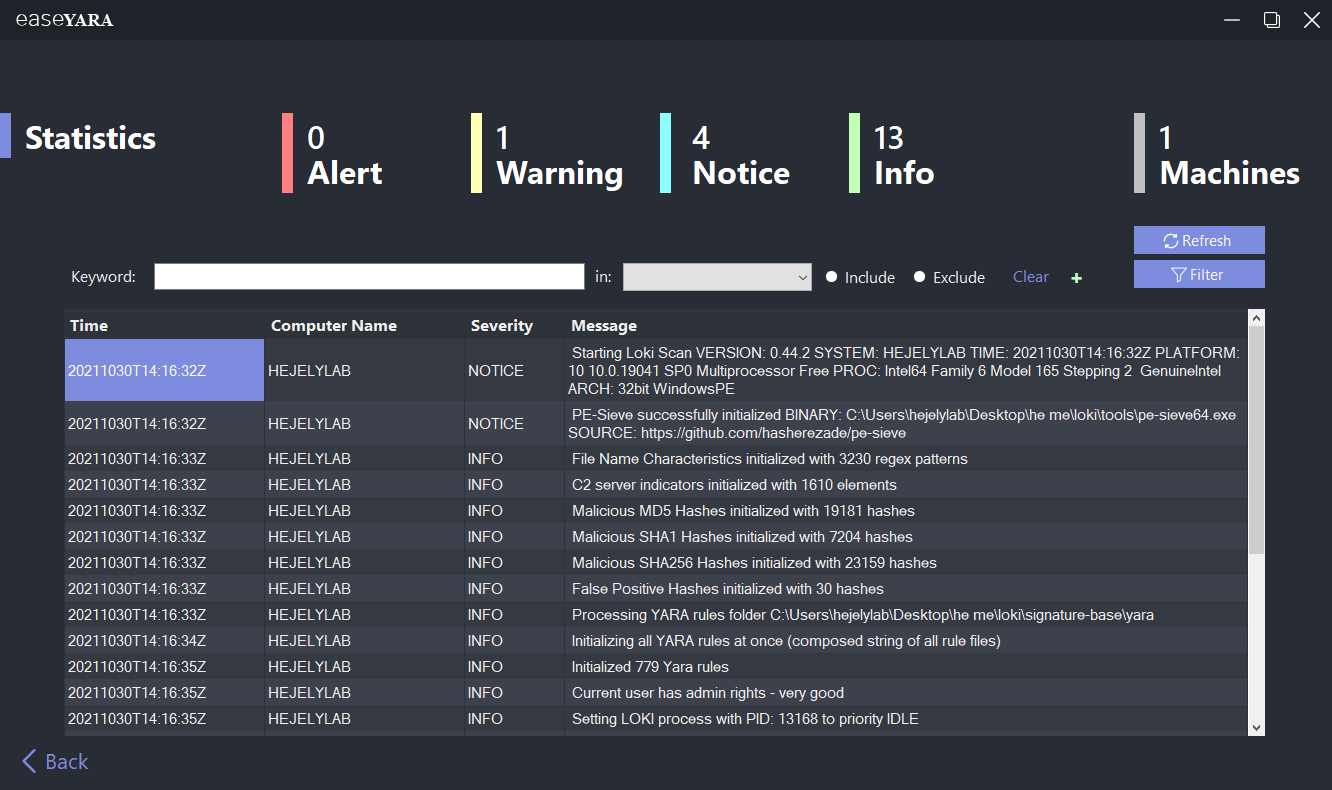 easeYARA
Statistics
0
Alert
1
Warning
4
Notice
13
Info
1
Machines
Refresh
Keyword:
in:
Include
Exclude
Clear
+
Filter
Time Computer Name Severity Message
20211030T14:16:32Z HEJELYLAB NOTICE Starting Loki Scan VERSION: 0.44.2 SYSTEM: HEJELYLAB TIME: 20211030T14:16:32Z PLATFORM:
10 10.0.19041 SP0 Multiprocessor Free PROC: Intel64 Family 6 Model 165 Stepping 2 GenuineIntel
ARCH: 32bit WindowsPE
20211030T14:16:32Z HEJELYLAB NOTICE PE-Sieve successfully initialized BINARY: C:\Users\hejelylab\Desktop\he me\loki\tools\pe-sieve64.exe
SOURCE: https://github.com/hasherezade/pe-sieve
20211030T14:16:33Z HEJELYLAB INFO File Name Characteristics initialized with 3230 regex patterns
20211030T14:16:33Z HEJELYLAB INFO C2 server indicators initialized with 1610 elements
20211030T14:16:33Z HEJELYLAB INFO Malicious MD5 Hashes initialized with 19181 hashes
20211030T14:16:33Z HEJELYLAB INFO Malicious SHA1 Hashes initialized with 7204 hashes
20211030T14:16:33Z HEJELYLAB INFO Malicious SHA256 Hashes initialized with 23159 hashes
20211030T14:16:33Z HEJELYLAB INFO False Positive Hashes initialized with 30 hashes
20211030T14:16:33Z HEJELYLAB INFO Processing YARA rules folder C:\Users\hejelylab\Desktop\he me\loki\signature-base\yara
20211030T14:16:34Z HEJELYLAB INFO Initializing all YARA rules at once (composed string of all rule files)
20211030T14:16:35Z HEJELYLAB INFO Initialized 779 Yara rules
20211030T14:16:35Z HEJELYLAB INFO Current user has admin rights - very good
20211030T14:16:35Z HEJELYLAB INFO Setting LOKI process with PID: 13168 to priority IDLE
Back